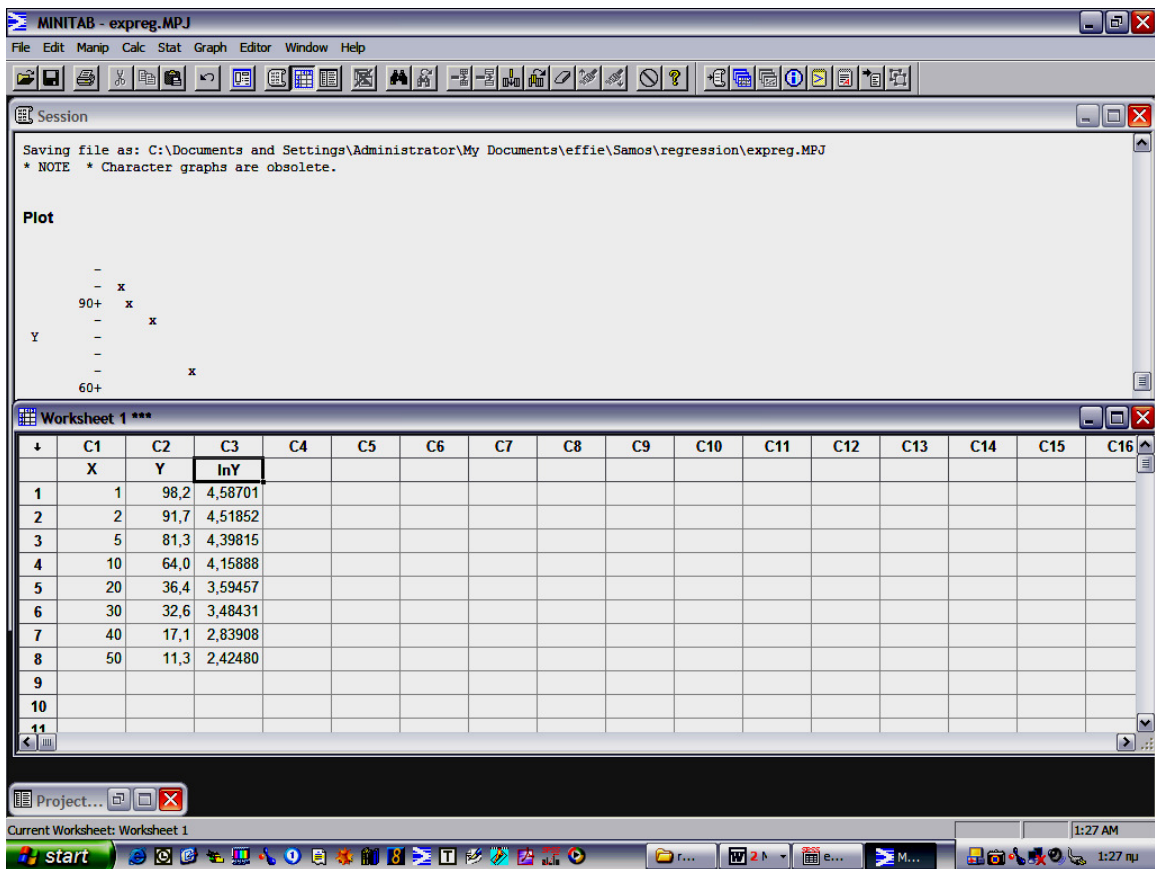 MINITAB - expreg.MPJ
File Edit Manip Calc Stat Graph Editor Window Help
Session
Saving file as: C:\Documents and Settings\Administrator\My Documents\effie\Samos\regression\expreg.MPJ
* NOTE * Character graphs are obsolete.
Plot
-
- x
90+ x
- x
Y -
-
- x
60+
Worksheet 1 ***
↓ C1 C2 C3 C4 C5 C6 C7 C8 C9 C10 C11 C12 C13 C14 C15 C16
X Y lnY
1 1 98,2 4,58701
2 2 91,7 4,51852
3 5 81,3 4,39815
4 10 64,0 4,15888
5 20 36,4 3,59457
6 30 32,6 3,48431
7 40 17,1 2,83908
8 50 11,3 2,42480
9
10
11
Project...
Current Worksheet: Worksheet 1 1:27 AM
start r... 2 e... M... 1:27 πμ